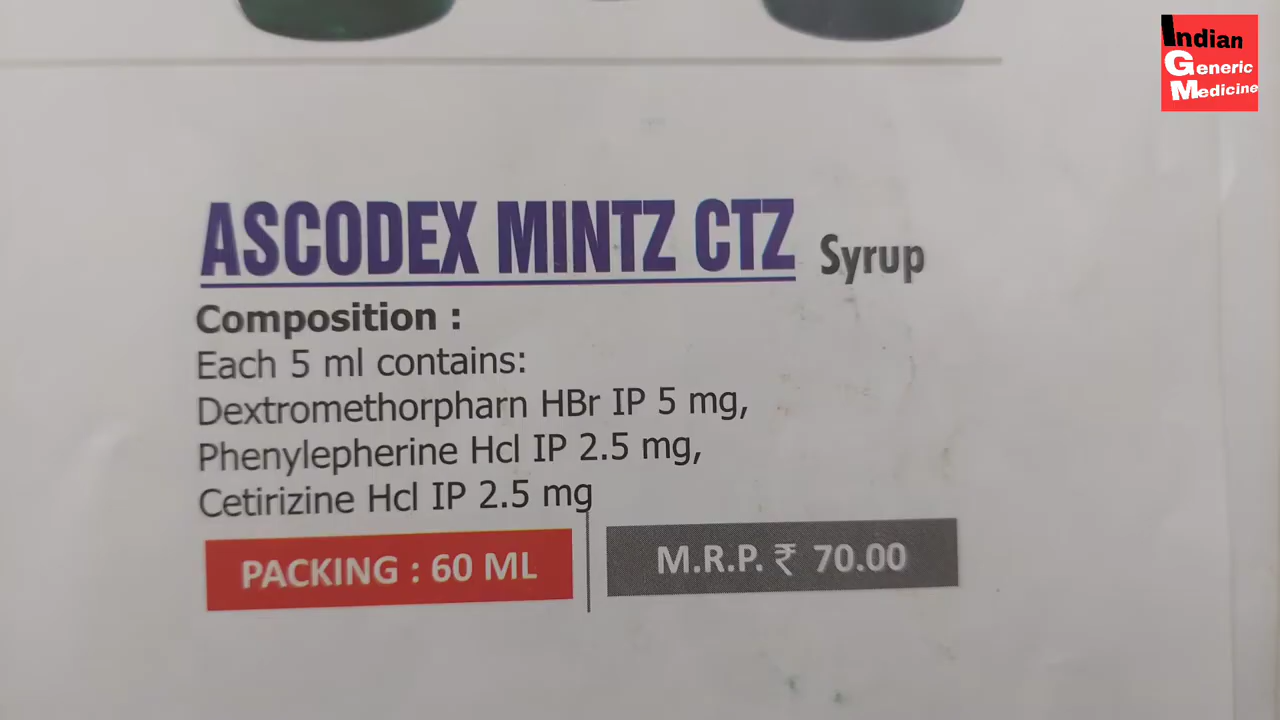 Indian
Generic
Medicine
ASCODEX MINTZ CTZ Syrup
Composition :
Each 5 ml contains:
Dextromethorpharn HBr IP 5 mg,
Phenylepherine Hcl IP 2.5 mg,
Cetirizine Hcl IP 2.5 mg
PACKING : 60 ML
M.R.P. ₹ 70.00